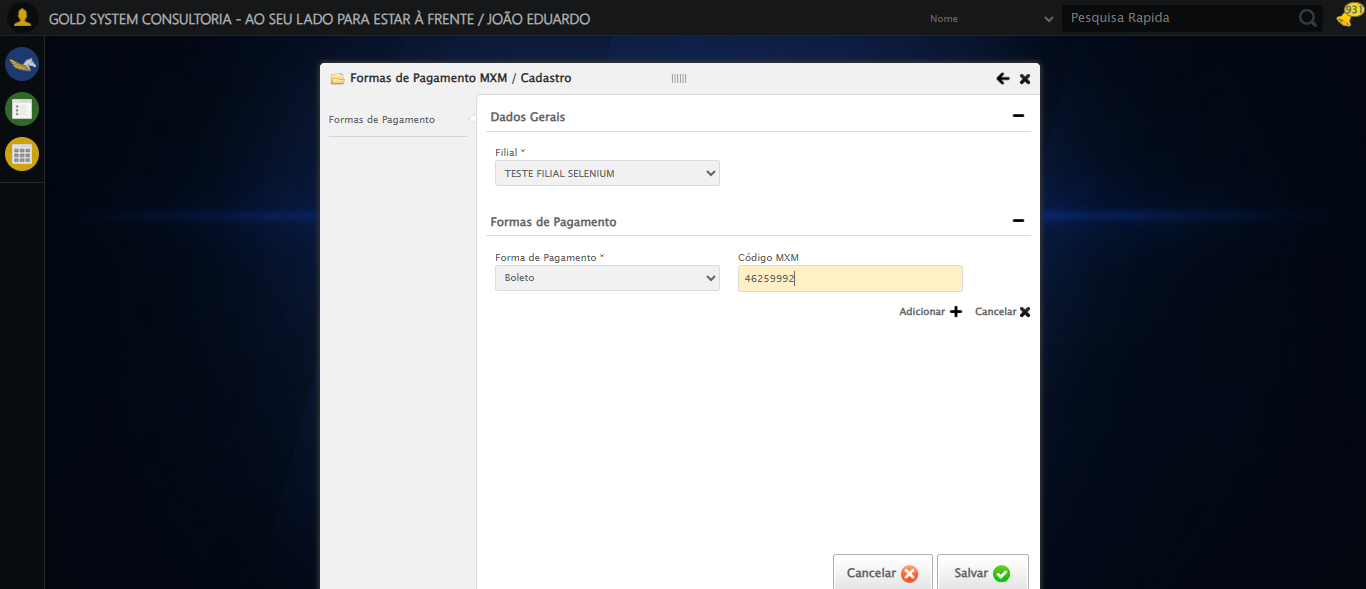 GOLD SYSTEM CONSULTORIA - AO SEU LADO PARA ESTAR À FRENTE / JOÃO EDUARDO
Nome
Pesquisa Rapida
931
Formas de Pagamento MXM / Cadastro
Formas de Pagamento
Dados Gerais
Filial *
TESTE FILIAL SELENIUM
Formas de Pagamento
Forma de Pagamento * Código MXM
Boleto 46259992
Adicionar Cancelar
Cancelar Salvar